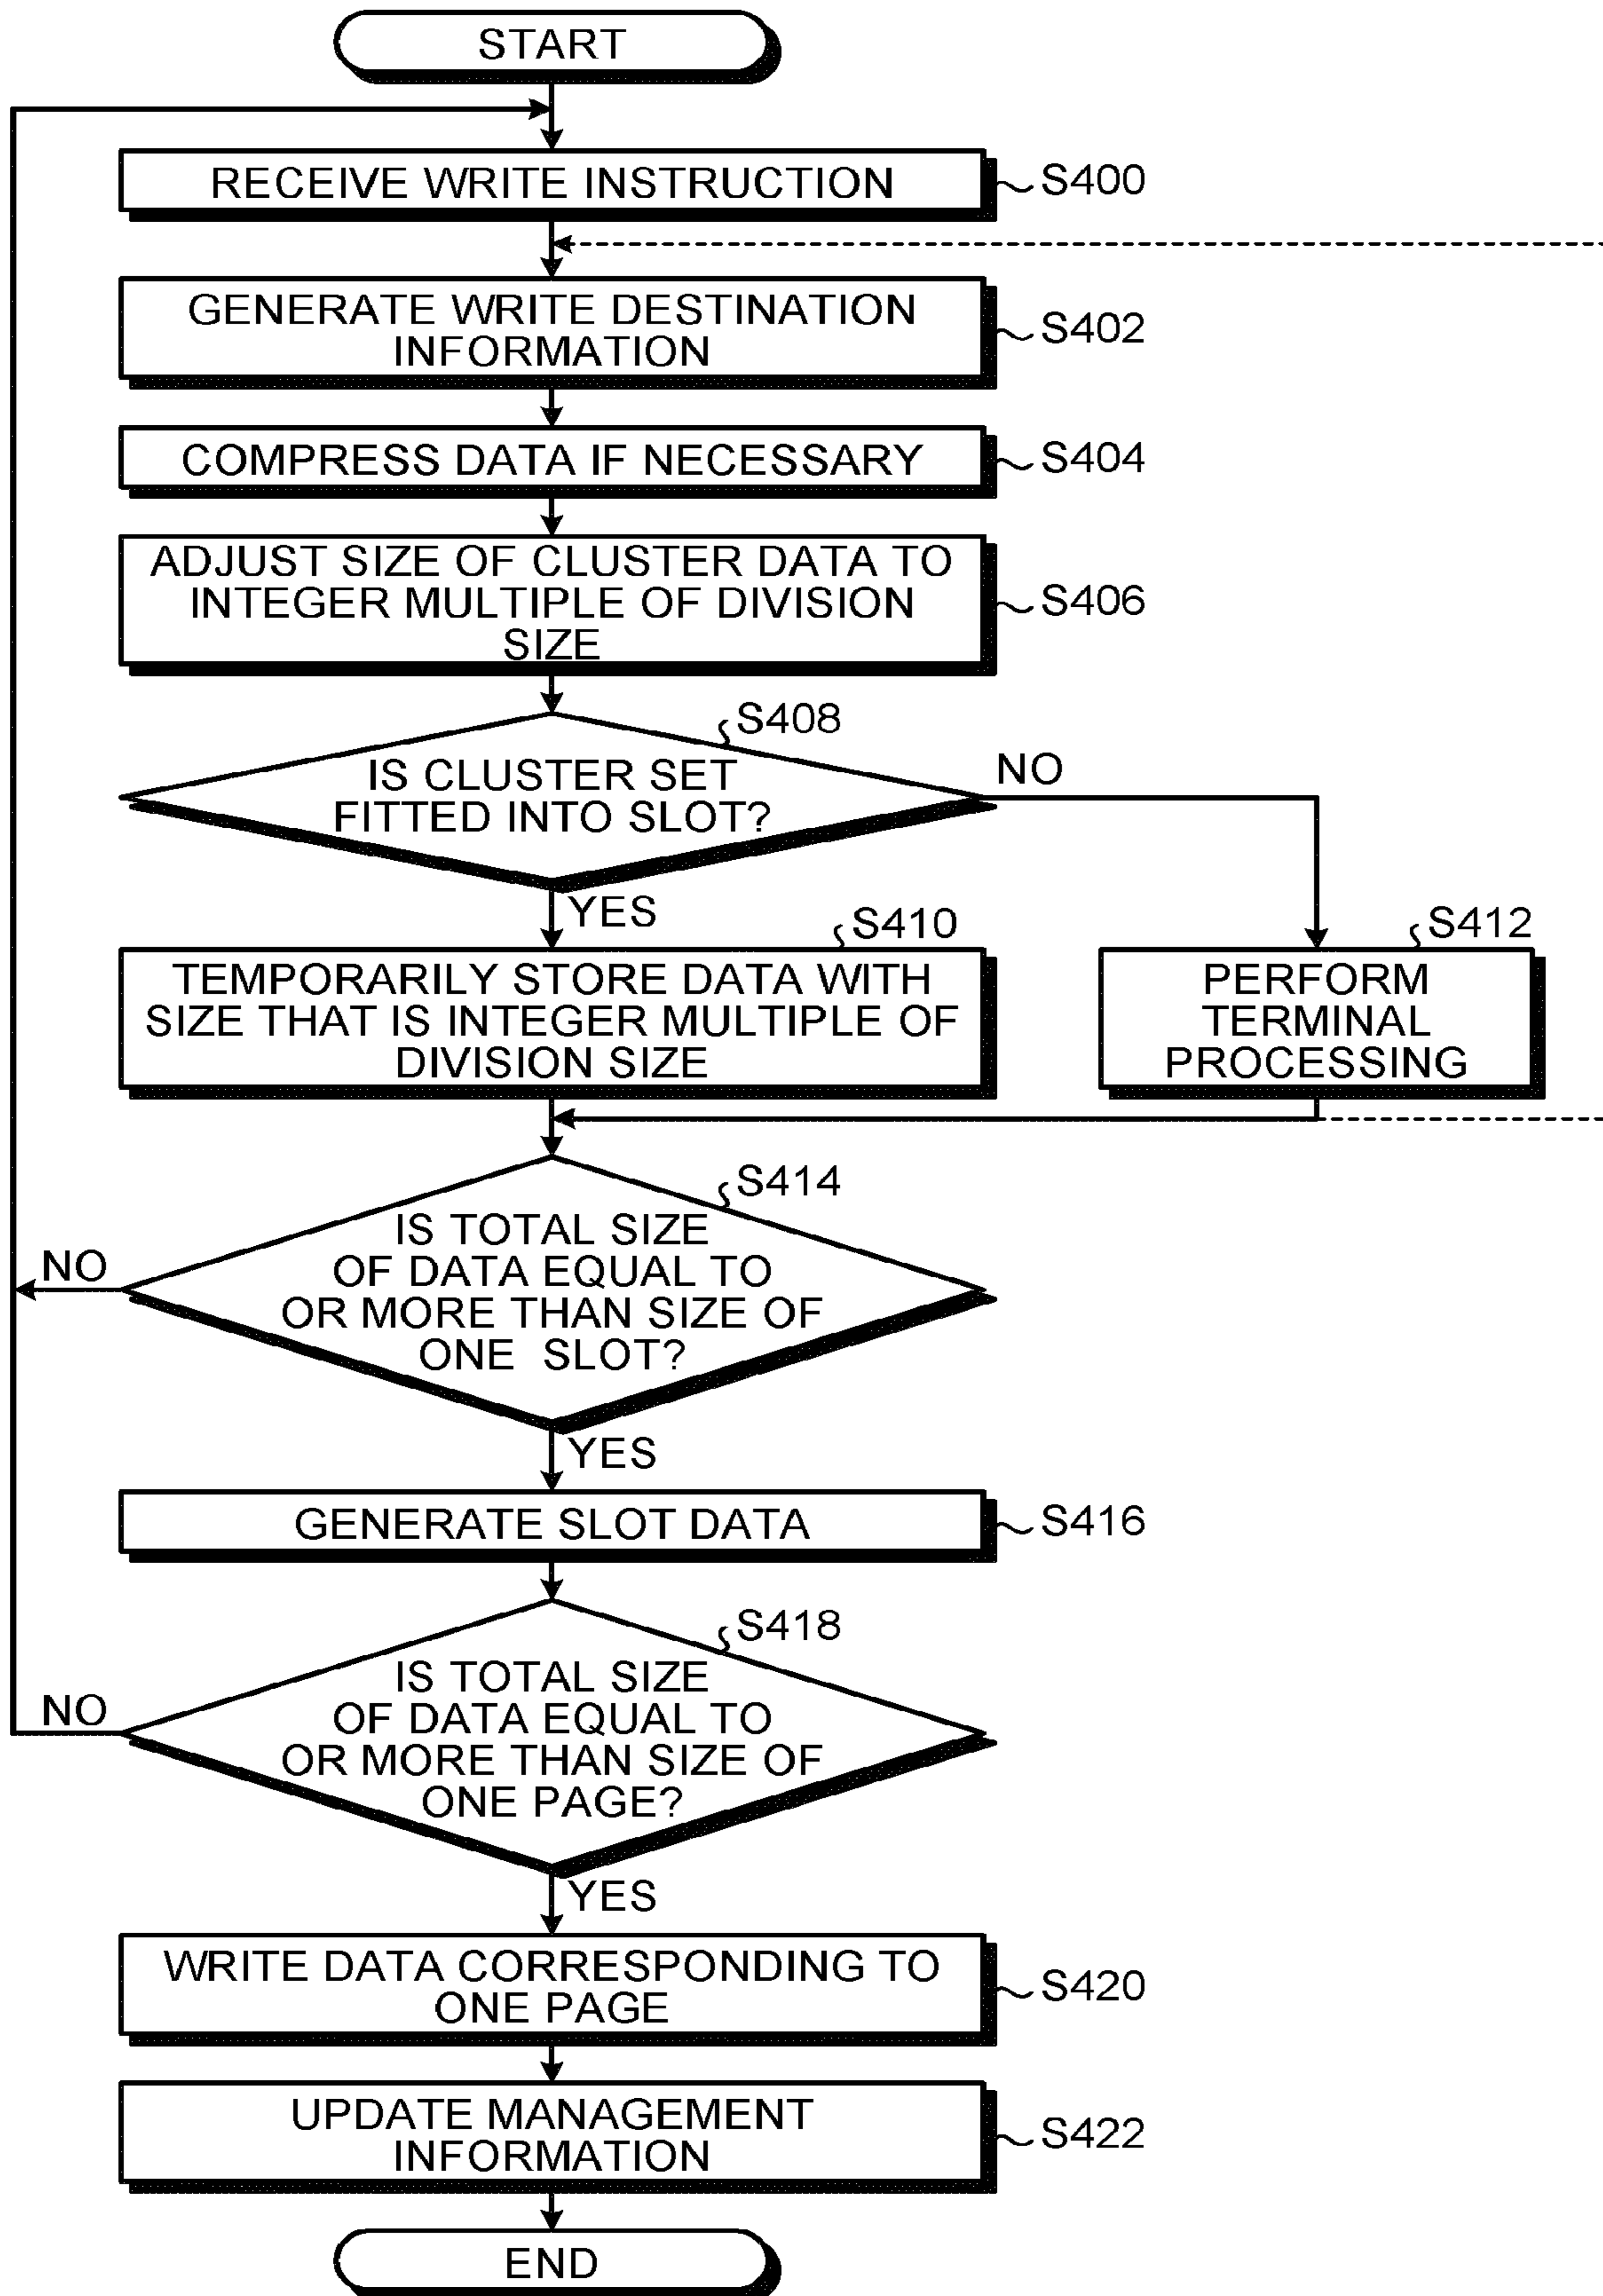 START
RECEIVE WRITE INSTRUCTION
S400
GENERATE WRITE DESTINATION
INFORMATION
S402
COMPRESS DATA IF NECESSARY
S404
ADJUST SIZE OF CLUSTER DATA TO
INTEGER MULTIPLE OF DIVISION
SIZE
S406
S408
IS CLUSTER SET
FITTED INTO SLOT?
NO
YES
S410
TEMPORARILY STORE DATA WITH
SIZE THAT IS INTEGER MULTIPLE OF
DIVISION SIZE
S412
PERFORM
TERMINAL
PROCESSING
S414
IS TOTAL SIZE
OF DATA EQUAL TO
OR MORE THAN SIZE OF
ONE SLOT?
NO
YES
GENERATE SLOT DATA
S416
S418
IS TOTAL SIZE
OF DATA EQUAL TO
OR MORE THAN SIZE OF
ONE PAGE?
NO
YES
WRITE DATA CORRESPONDING TO
ONE PAGE
S420
UPDATE MANAGEMENT
INFORMATION
S422
END